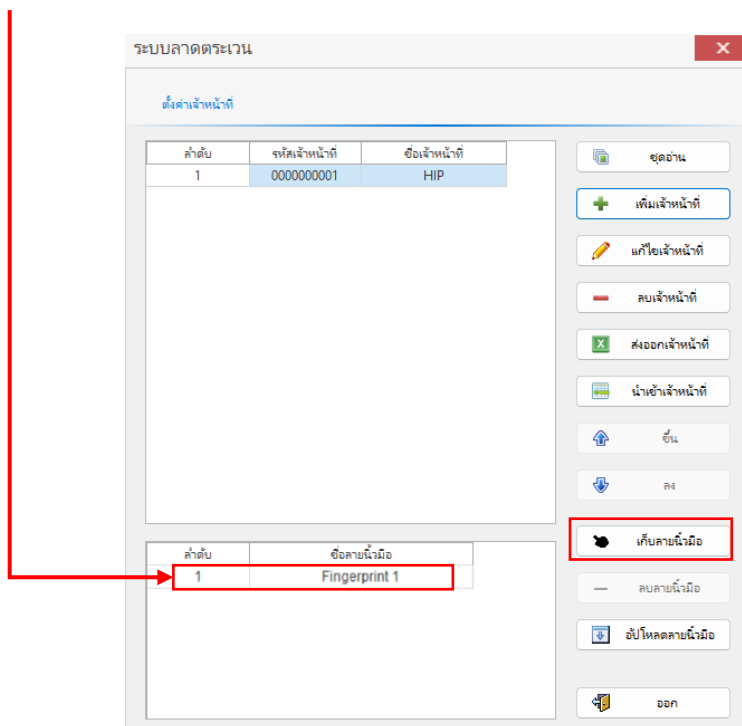 ระบบลาดตระเวน
ตั้งค่าเจ้าหน้าที่
ลำดับ รหัสเจ้าหน้าที่ ชื่อเจ้าหน้าที่
1 0000000001 HIP
ชุดอ่าน
เพิ่มเจ้าหน้าที่
แก้ไขเจ้าหน้าที่
ลบเจ้าหน้าที่
ส่งออกเจ้าหน้าที่
นำเข้าเจ้าหน้าที่
ขึ้น
ลง
เก็บลายนิ้วมือ
ลำดับ ชื่อลายนิ้วมือ
1 Fingerprint 1
ลบลายนิ้วมือ
อัปโหลดลายนิ้วมือ
ออก